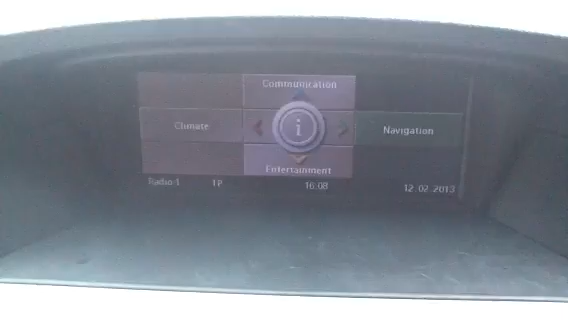 Communication
Climate i Navigation
Entertainment
Radio 1 TP 16:08 12.02.2013